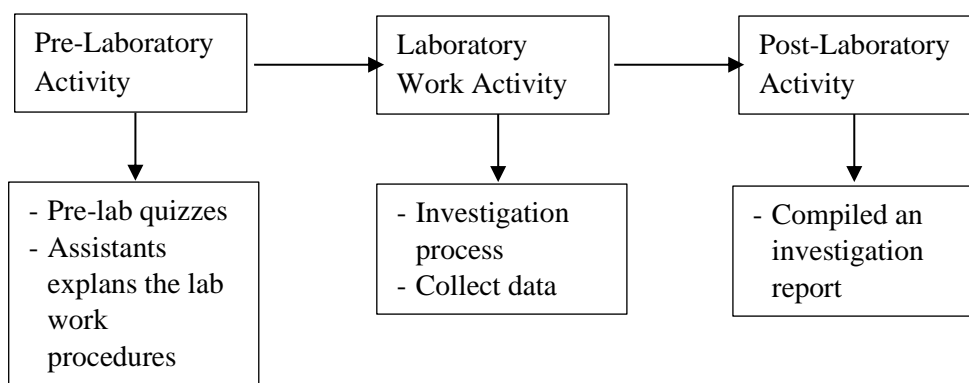 Pre-Laboratory
Activity
Laboratory
Work Activity
Post-Laboratory
Activity
- Pre-lab quizzes
- Assistants
explans the lab
work
procedures
- Investigation
process
- Collect data
- Compiled an
investigation
report